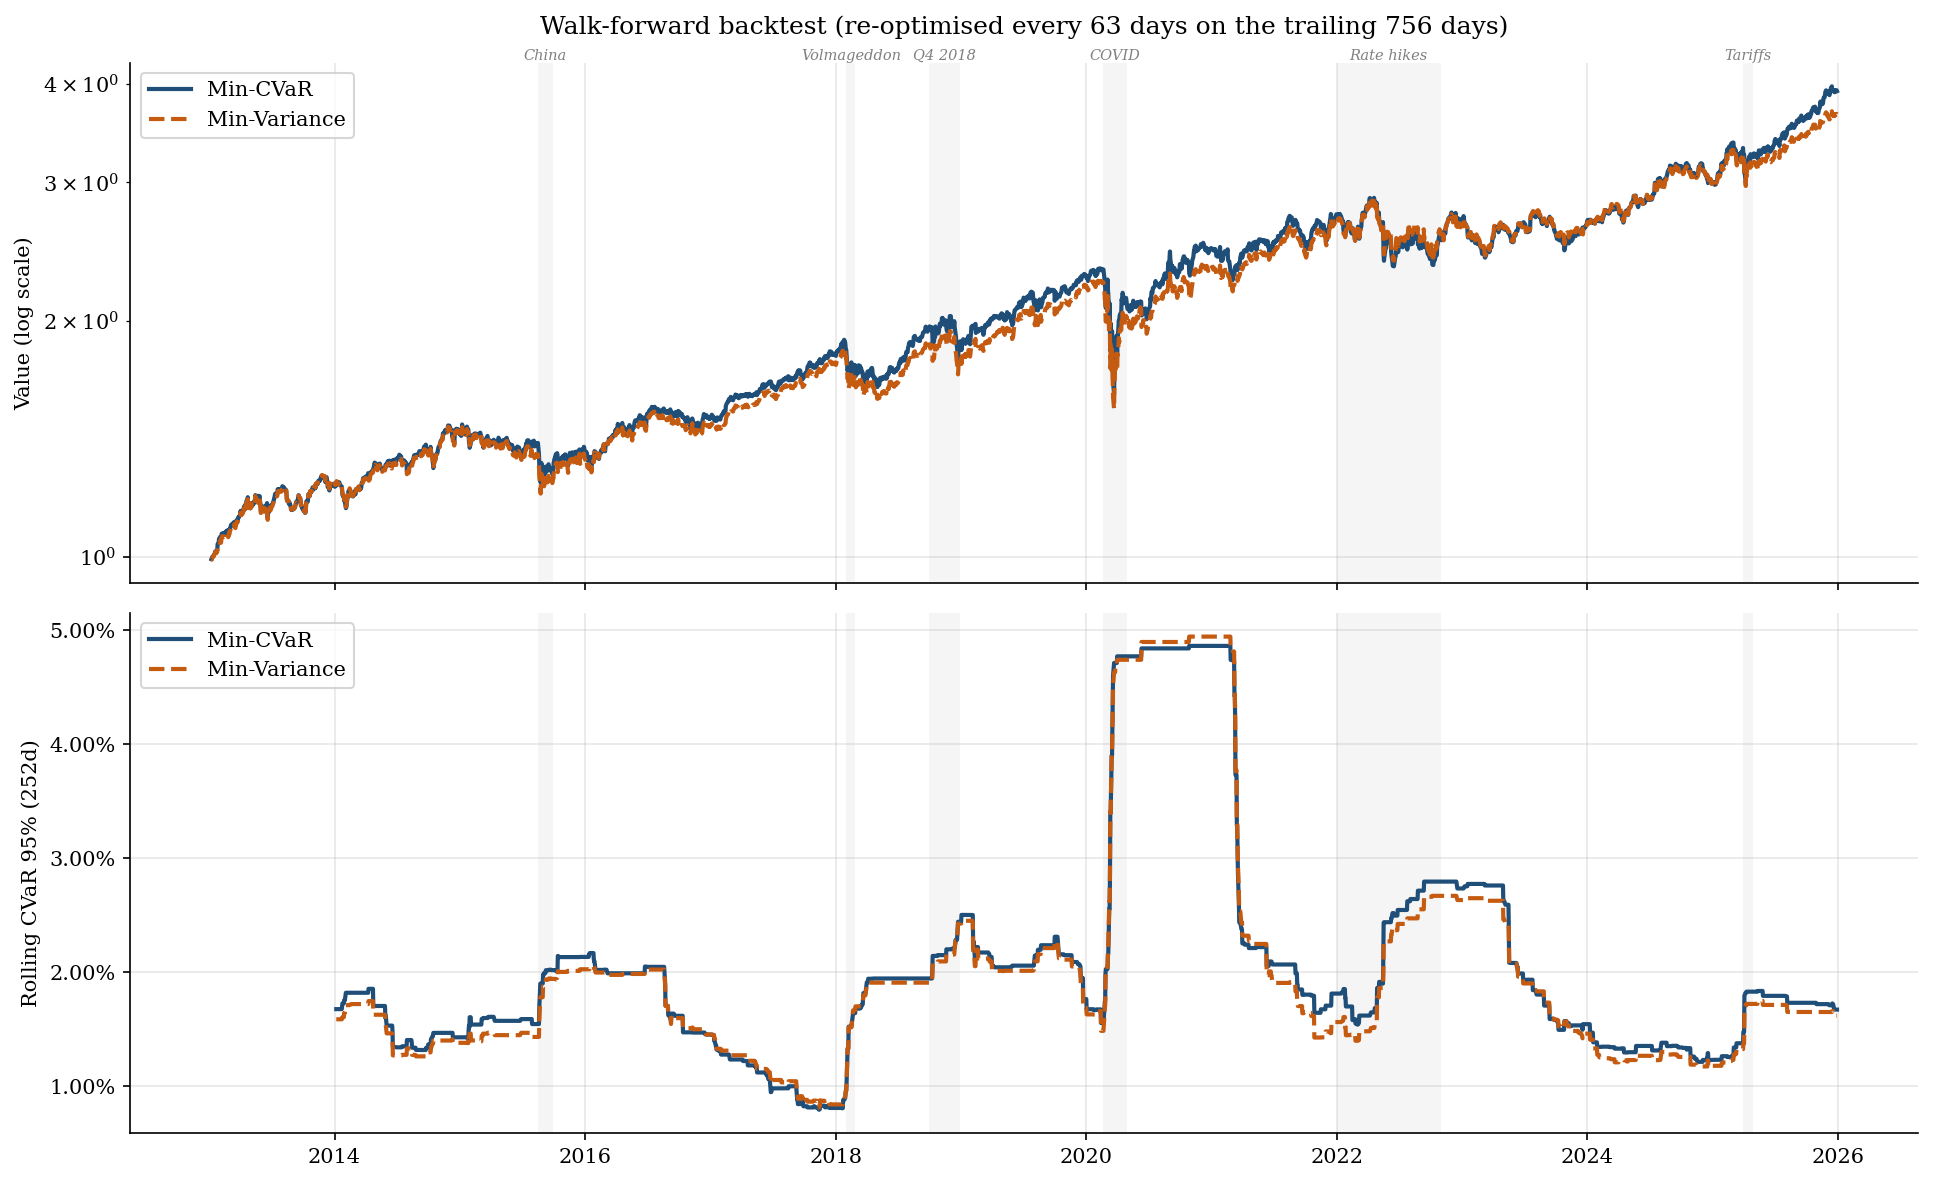 Walk-forward backtest (re-optimised every 63 days on the trailing 756 days)
China Volmageddon Q4 2018 COVID Rate hikes Tariffs
Min-CVaR
Min-Variance
4 × 10⁰
3 × 10⁰
2 × 10⁰
10⁰
Value (log scale)
Min-CVaR
Min-Variance
5.00%
4.00%
3.00%
2.00%
1.00%
Rolling CVaR 95% (252d)
2014 2016 2018 2020 2022 2024 2026